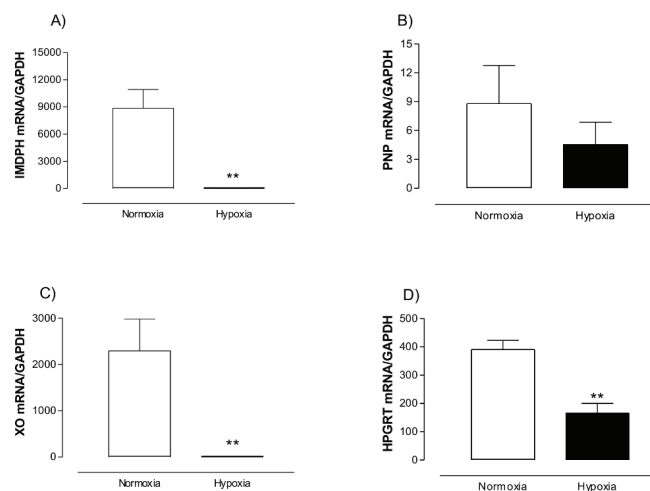 A)
IMDPH mRNA/GAPDH
15000
12000
9000
6000
3000
0
**
Normoxia Hypoxia
B)
PNP mRNA/GAPDH
15
12
9
6
3
0
Normoxia Hypoxia
C)
XO mRNA/GAPDH
3000
2000
1000
0
**
Normoxia Hypoxia
D)
HPGRT mRNA/GAPDH
500
400
300
200
100
0
**
Normoxia Hypoxia